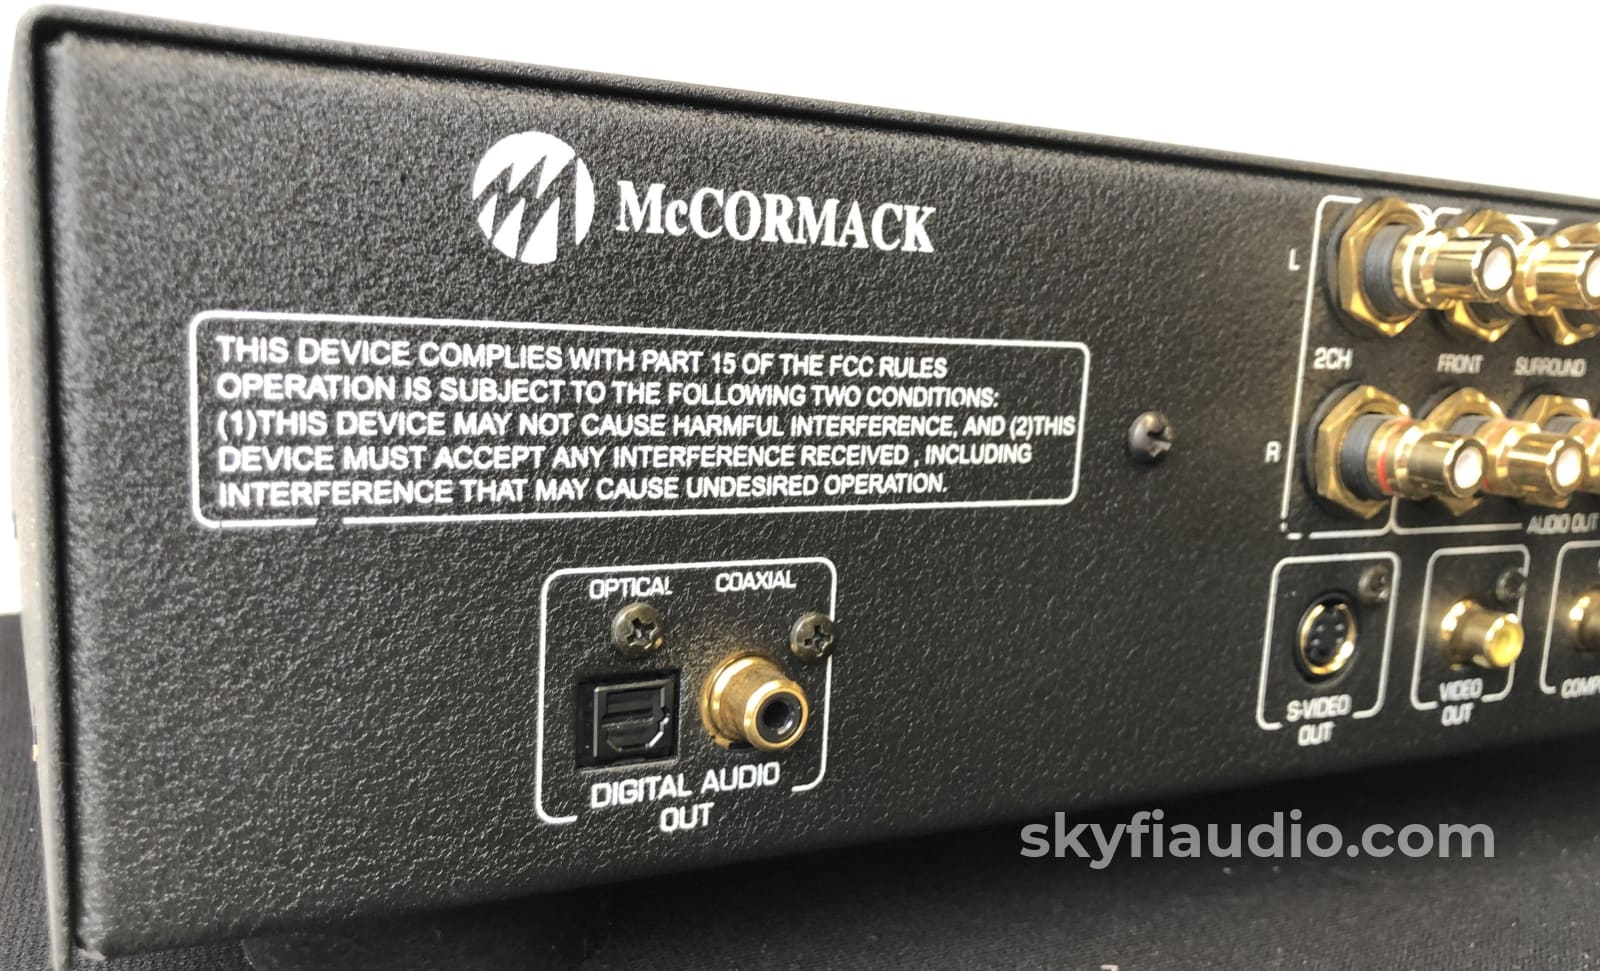 McCORMACK
THIS DEVICE COMPLIES WITH PART 15 OF THE FCC RULES
OPERATION IS SUBJECT TO THE FOLLOWING TWO CONDITIONS:
(1)THIS DEVICE MAY NOT CAUSE HARMFUL INTERFERENCE, AND (2)THIS
DEVICE MUST ACCEPT ANY INTERFERENCE RECEIVED , INCLUDING
INTERFERENCE THAT MAY CAUSE UNDESIRED OPERATION.
L
2CH FRONT SURROUND
R
AUDIO OUT
OPTICAL COAXIAL
DIGITAL AUDIO
OUT
S-VIDEO
OUT
VIDEO
OUT
skyfiaudio.com